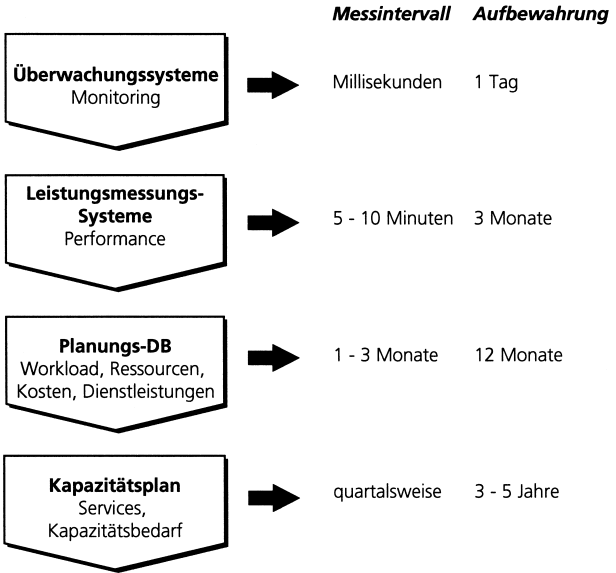 Messintervall Aufbewahrung
Überwachungssysteme
Monitoring
Millisekunden 1 Tag
Leistungsmessungs-
Systeme
Performance
5 - 10 Minuten 3 Monate
Planungs-DB
Workload, Ressourcen,
Kosten, Dienstleistungen
1 - 3 Monate 12 Monate
Kapazitätsplan
Services,
Kapazitätsbedarf
quartalsweise 3 - 5 Jahre